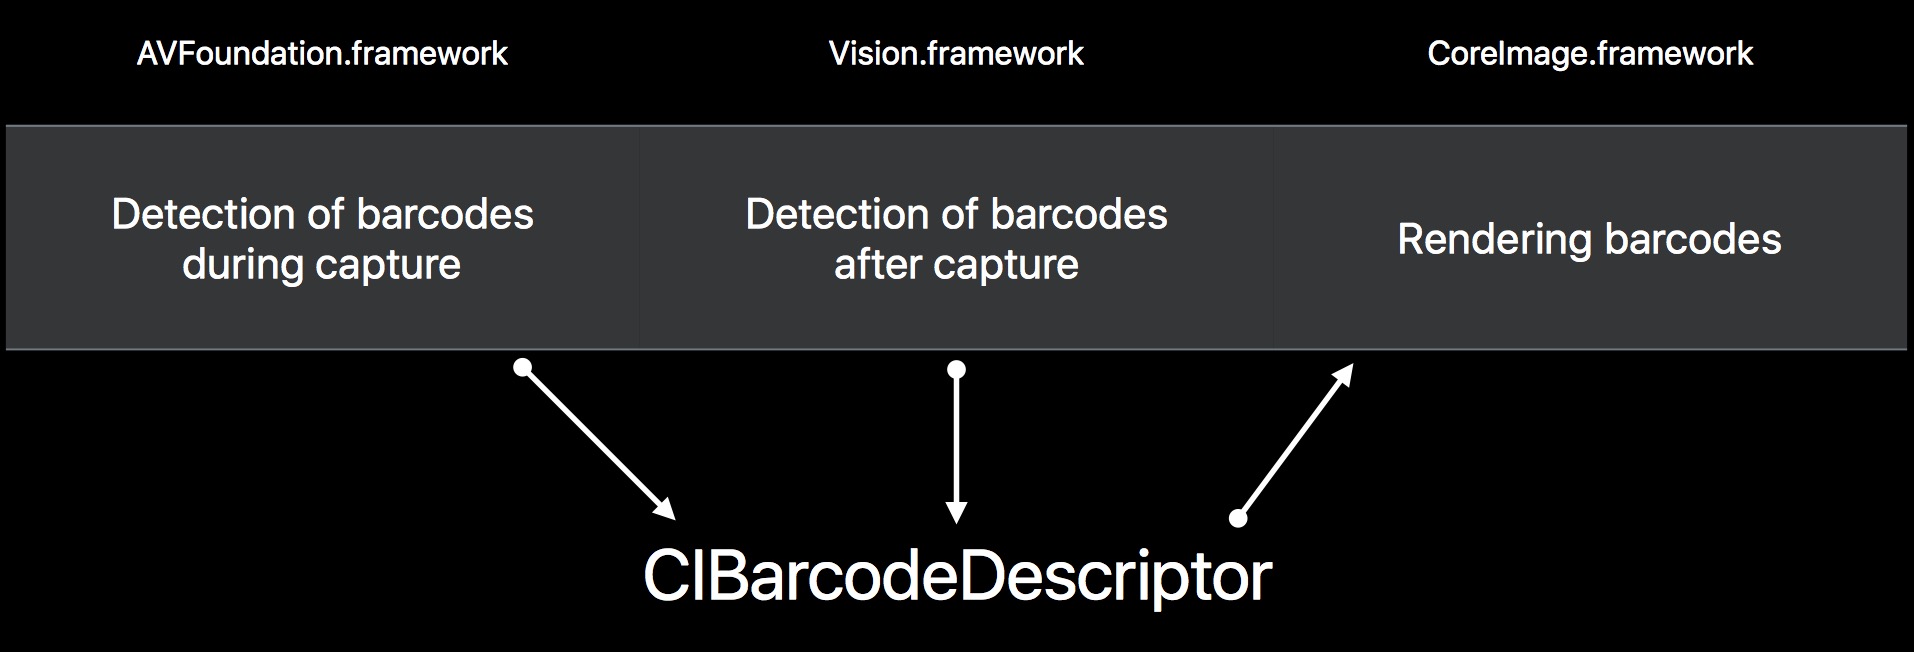 AVFoundation.framework
Vision.framework
CoreImage.framework
Detection of barcodes
during capture
Detection of barcodes
after capture
Rendering barcodes
CIBarcodeDescriptor